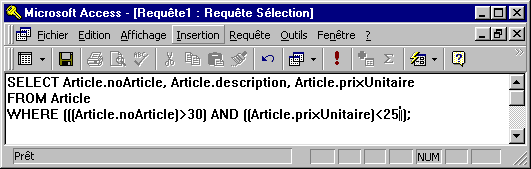 Microsoft Access - [Requête1 : Requête Sélection]
Fichier Edition Affichage Insertion Requête Outils Fenêtre ?
SELECT Article.noArticle, Article.description, Article.prixUnitaire
FROM Article
WHERE (((Article.noArticle)>30) AND ((Article.prixUnitaire)<25));
Prêt NUM